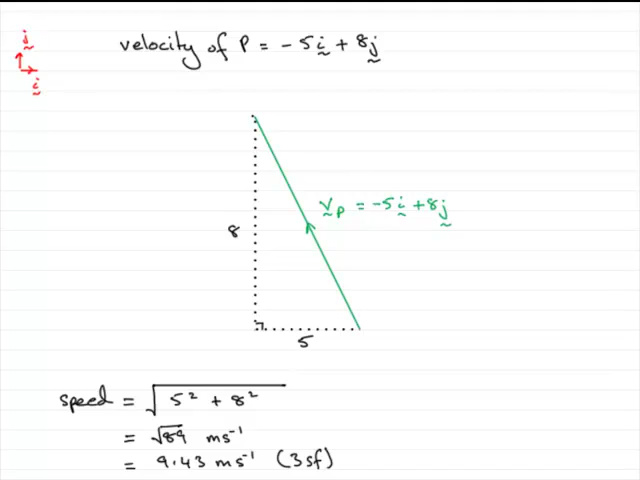 j
i
velocity of P = -5i + 8j
v_P = -5i + 8j
8
5
speed = √5² + 8²
= √89 ms⁻¹
= 9.43 ms⁻¹ (3sf)